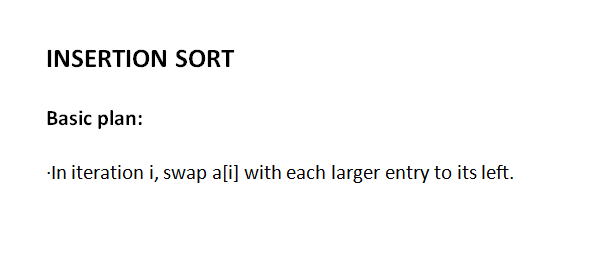 INSERTION SORT
Basic plan:
·In iteration i, swap a[i] with each larger entry to its left.